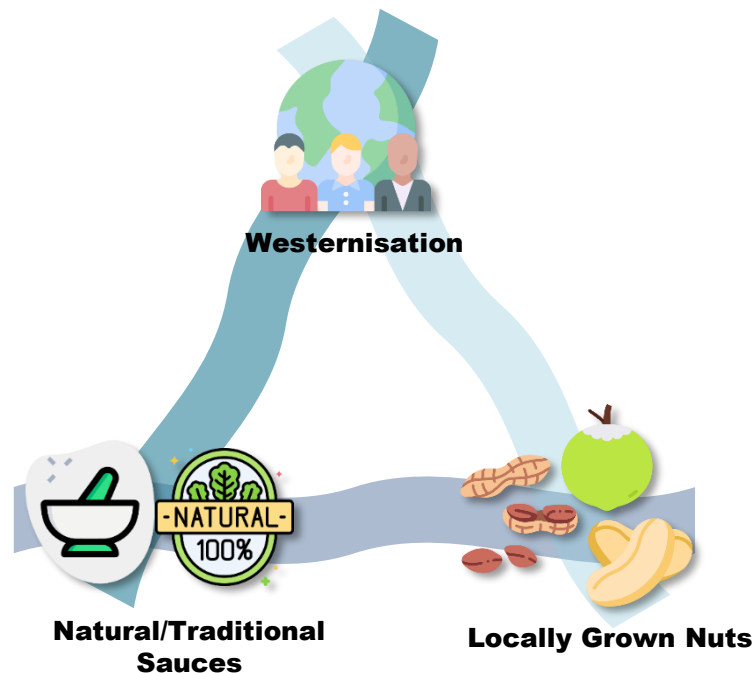 Westernisation
-NATURAL-
100%
Natural/Traditional
Sauces
Locally Grown Nuts